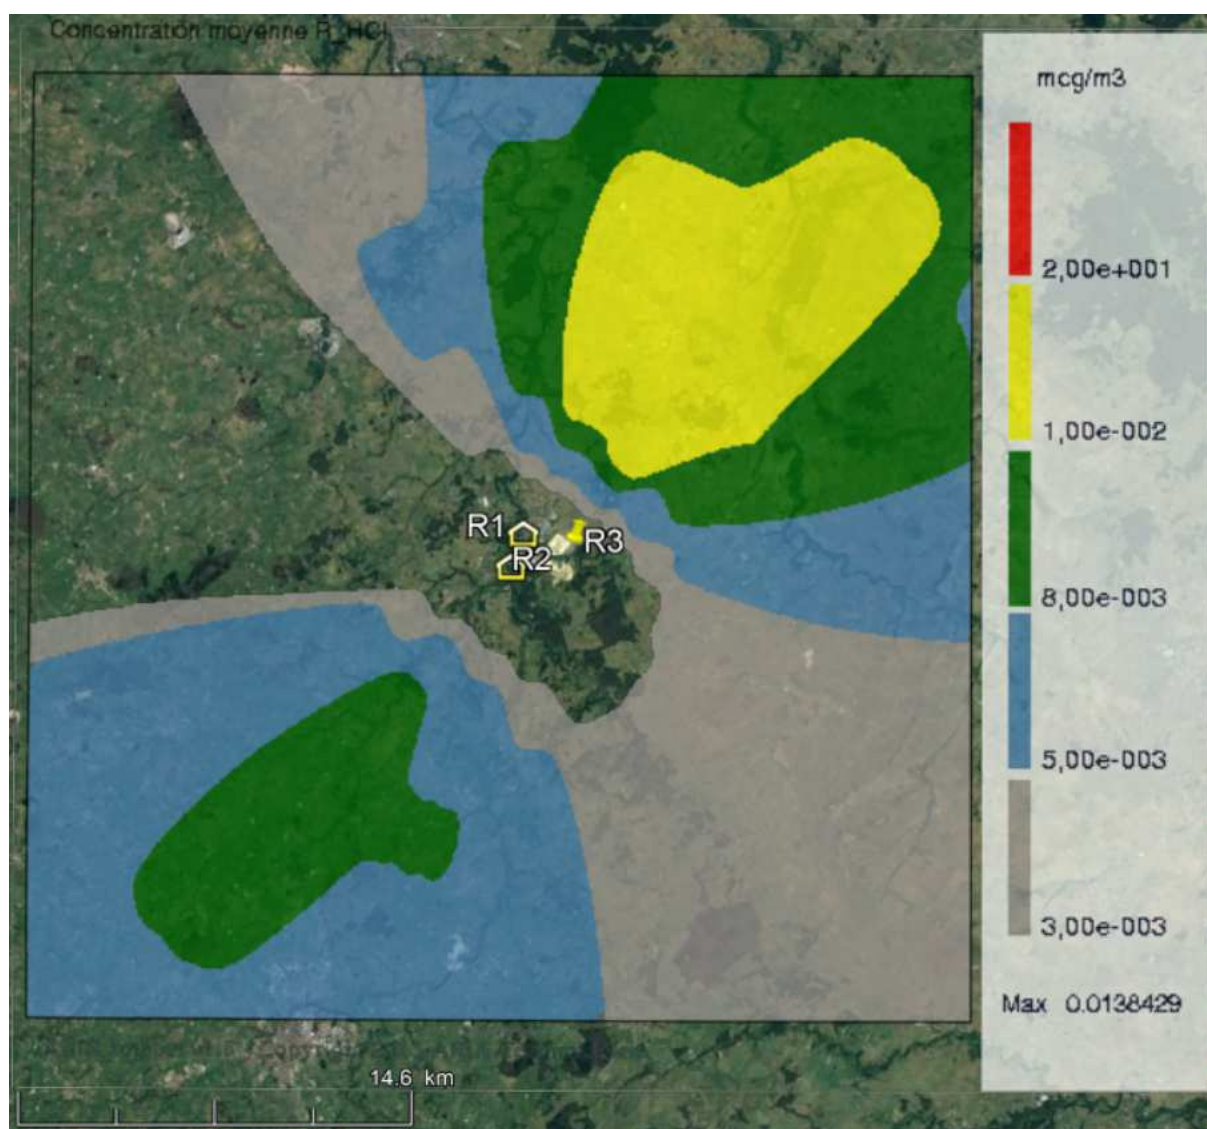 Concentration moyenne R_HCl
mcg/m3
2,00e+001
1,00e-002
8,00e-003
5,00e-003
3,00e-003
Max 0.0138429
R1
R2
R3
14.6 km